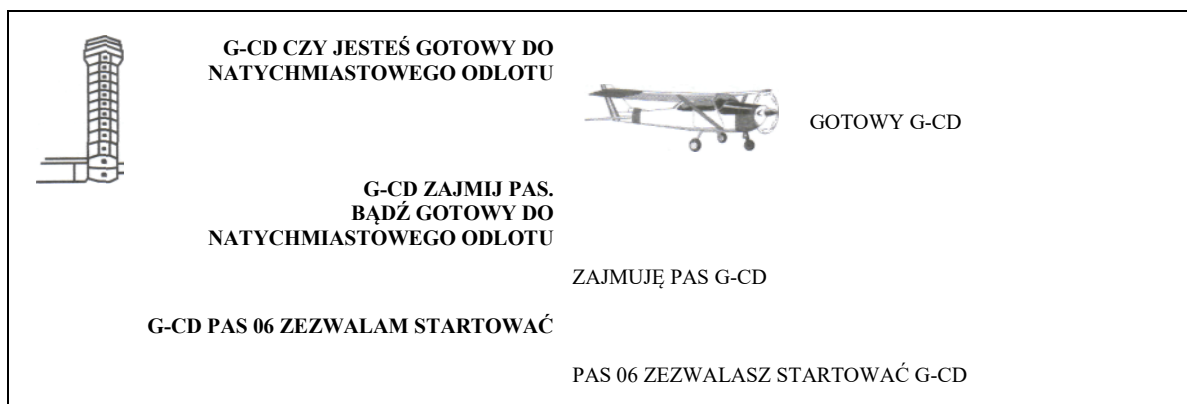 G-CD CZY JESTEŚ GOTOWY DO
NATYCHMIASTOWEGO ODLOTU
GOTOWY G-CD
G-CD ZAJMIJ PAS.
BĄDŹ GOTOWY DO
NATYCHMIASTOWEGO ODLOTU
ZAJMUJĘ PAS G-CD
G-CD PAS 06 ZEZWALAM STARTOWAĆ
PAS 06 ZEZWALASZ STARTOWAĆ G-CD